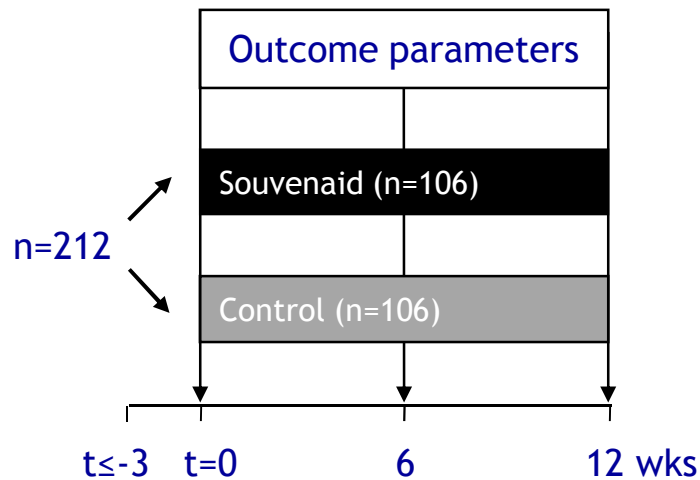 Outcome parameters
Souvenaid (n=106)
n=212
Control (n=106)
t≤-3 t=0 6 12 wks